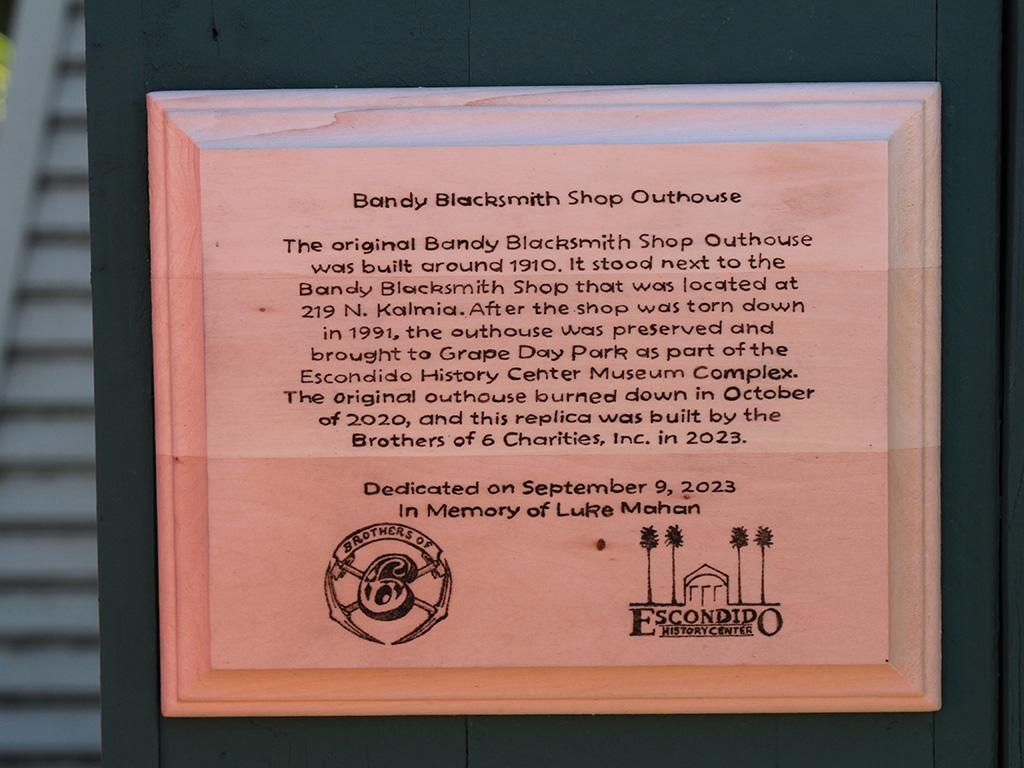 Bandy Blacksmith Shop Outhouse
The original Bandy Blacksmith Shop Outhouse
was built around 1910. It stood next to the
Bandy Blacksmith Shop that was located at
219 N. Kalmia. After the shop was torn down
in 1991, the outhouse was preserved and
brought to Grape Day Park as part of the
Escondido History Center Museum Complex.
The original outhouse burned down in October
of 2020, and this replica was built by the
Brothers of 6 Charities, Inc. in 2023.
Dedicated on September 9, 2023
In Memory of Luke Mahan
BROTHERS OF
6
ESCONDIDO
HISTORY CENTER